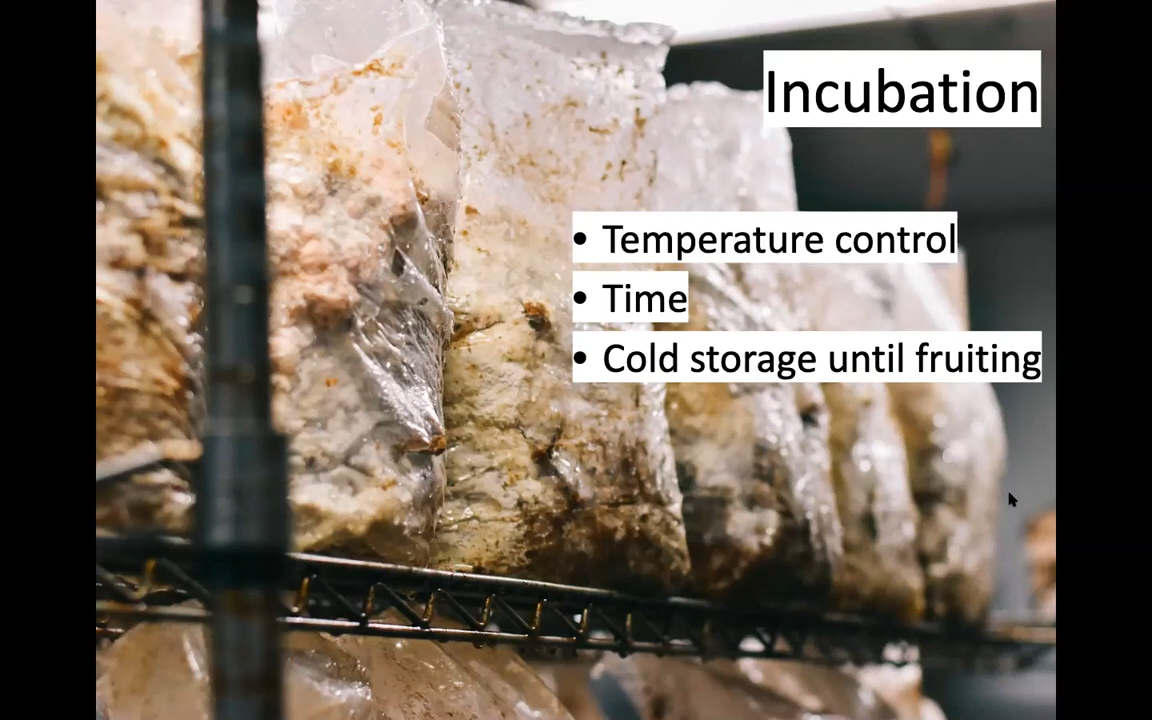 Incubation
• Temperature control
• Time
• Cold storage until fruiting